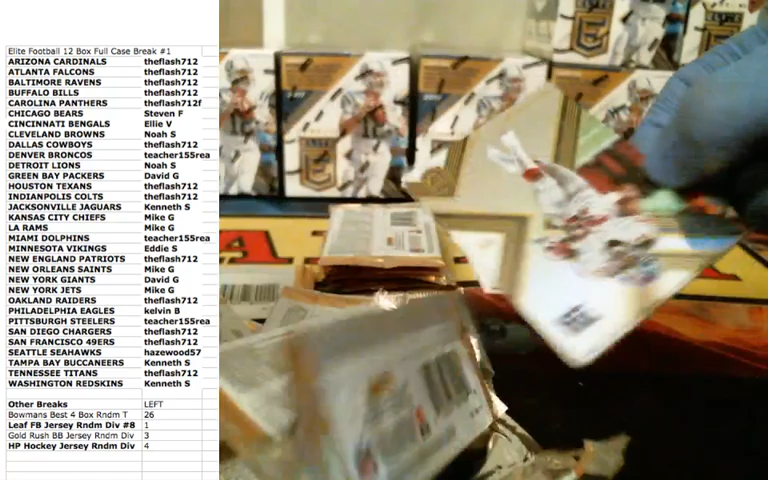 Elite Football 12 Box Full Case Break #1
ARIZONA CARDINALS theflash712
ATLANTA FALCONS theflash712
BALTIMORE RAVENS theflash712
BUFFALO BILLS theflash712
CAROLINA PANTHERS theflash712f
CHICAGO BEARS Steven F
CINCINNATI BENGALS Ellie V
CLEVELAND BROWNS Noah S
DALLAS COWBOYS theflash712
DENVER BRONCOS teacher155rea
DETROIT LIONS Noah S
GREEN BAY PACKERS David G
HOUSTON TEXANS theflash712
INDIANPOLIS COLTS theflash712
JACKSONVILLE JAGUARS Kenneth S
KANSAS CITY CHIEFS Mike G
LA RAMS Mike G
MIAMI DOLPHINS teacher155rea
MINNESOTA VIKINGS Eddie S
NEW ENGLAND PATRIOTS theflash712
NEW ORLEANS SAINTS Mike G
NEW YORK GIANTS David G
NEW YORK JETS Mike G
OAKLAND RAIDERS theflash712
PHILADELPHIA EAGLES kelvin B
PITTSBURGH STEELERS teacher155rea
SAN DIEGO CHARGERS theflash712
SAN FRANCISCO 49ERS theflash712
SEATTLE SEAHAWKS hazewood57
TAMPA BAY BUCCANEERS Kenneth S
TENNESSEE TITANS theflash712
WASHINGTON REDSKINS Kenneth S
Other Breaks LEFT
Bowmans Best 4 Box Rndm T 26
Leaf FB Jersey Rndm Div #8 1
Gold Rush BB Jersey Rndm Div 3
HP Hockey Jersey Rndm Div 4